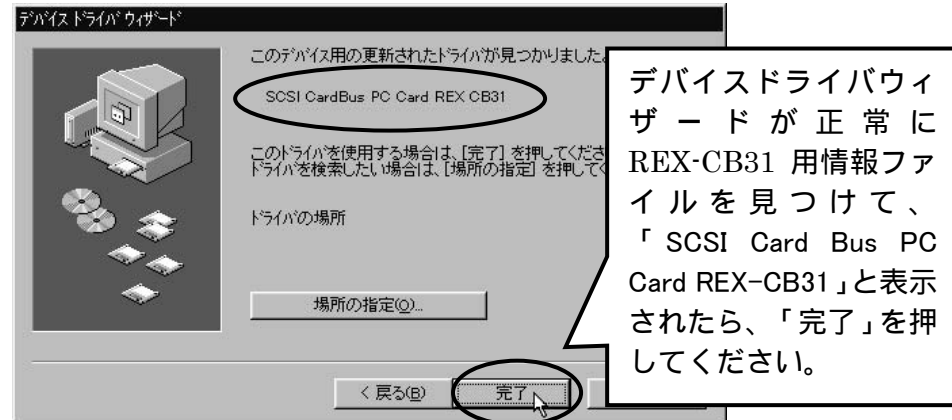 デバイス ドライバ ウィザード
このデバイス用の更新されたドライバが見つかりました。
SCSI CardBus PC Card REX CB31
このドライバを使用する場合は、[完了] を押してくださ
ドライバを検索したい場合は、[場所の指定] を押してく
ドライバの場所
場所の指定(O)...
< 戻る(B)
完了
デバイスドライバウィ
ザードが正常に
REX-CB31 用情報ファ
イルを見つけて、
「SCSI Card Bus PC
Card REX-CB31」と表示
されたら、「完了」を押
してください。